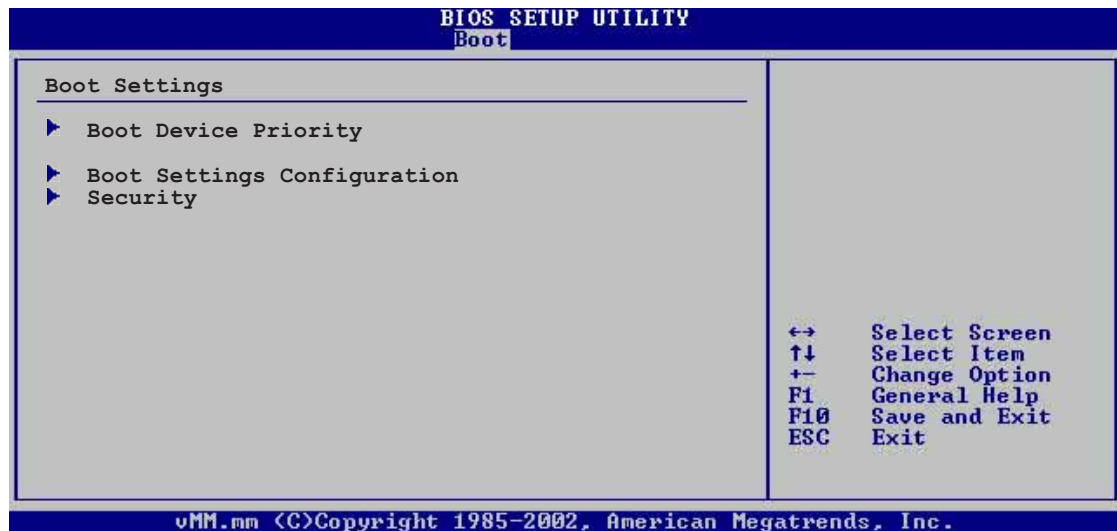 BIOS SETUP UTILITY
Boot
Boot Settings
Boot Device Priority
Boot Settings Configuration
Security
←→ Select Screen
↑↓ Select Item
+- Change Option
F1 General Help
F10 Save and Exit
ESC Exit
vMM.mm <C>Copyright 1985-2002, American Megatrends, Inc.